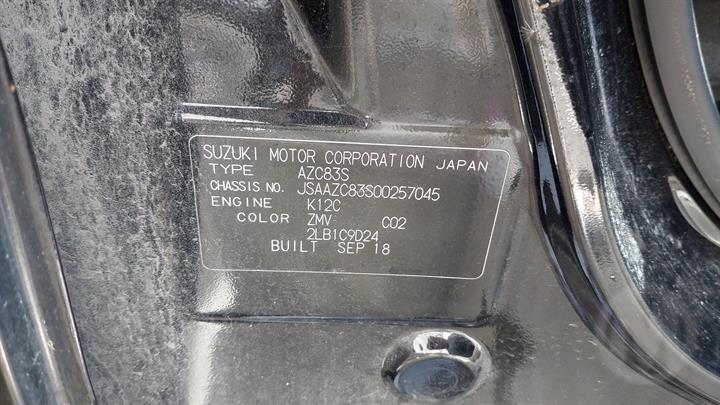 SUZUKI MOTOR CORPORATION JAPAN
TYPE AZC83S
CHASSIS NO. JSAAZC83S00257045
ENGINE K12C
COLOR ZMV C02
2LB1C9D24
BUILT SEP 18